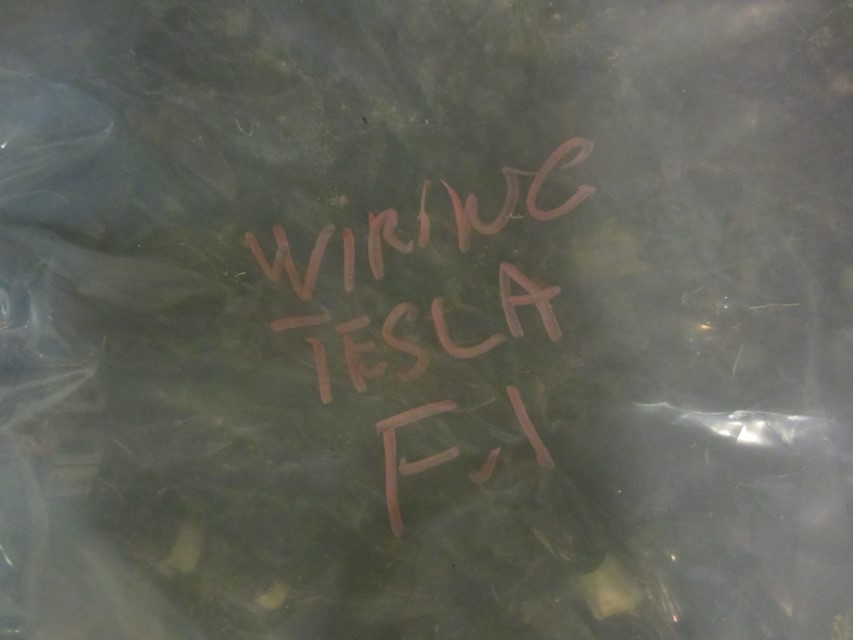 WIRING
TESLA
F.1